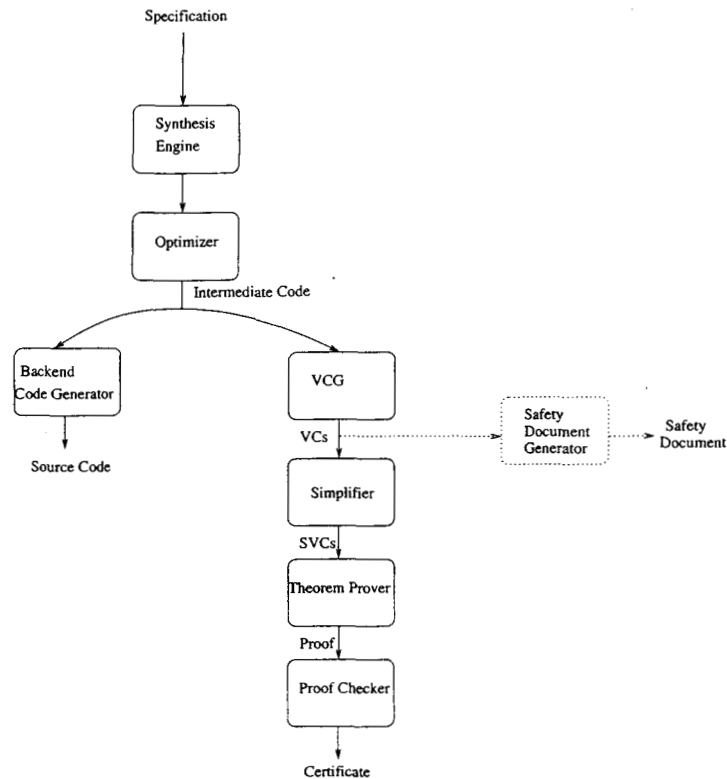 Specification
Synthesis
Engine
Optimizer
Intermediate Code
Backend
Code Generator
VCG
Source Code
VCs
Safety
Document
Generator
Safety
Document
Simplifier
SVCs
Theorem Prover
Proof
Proof Checker
Certificate